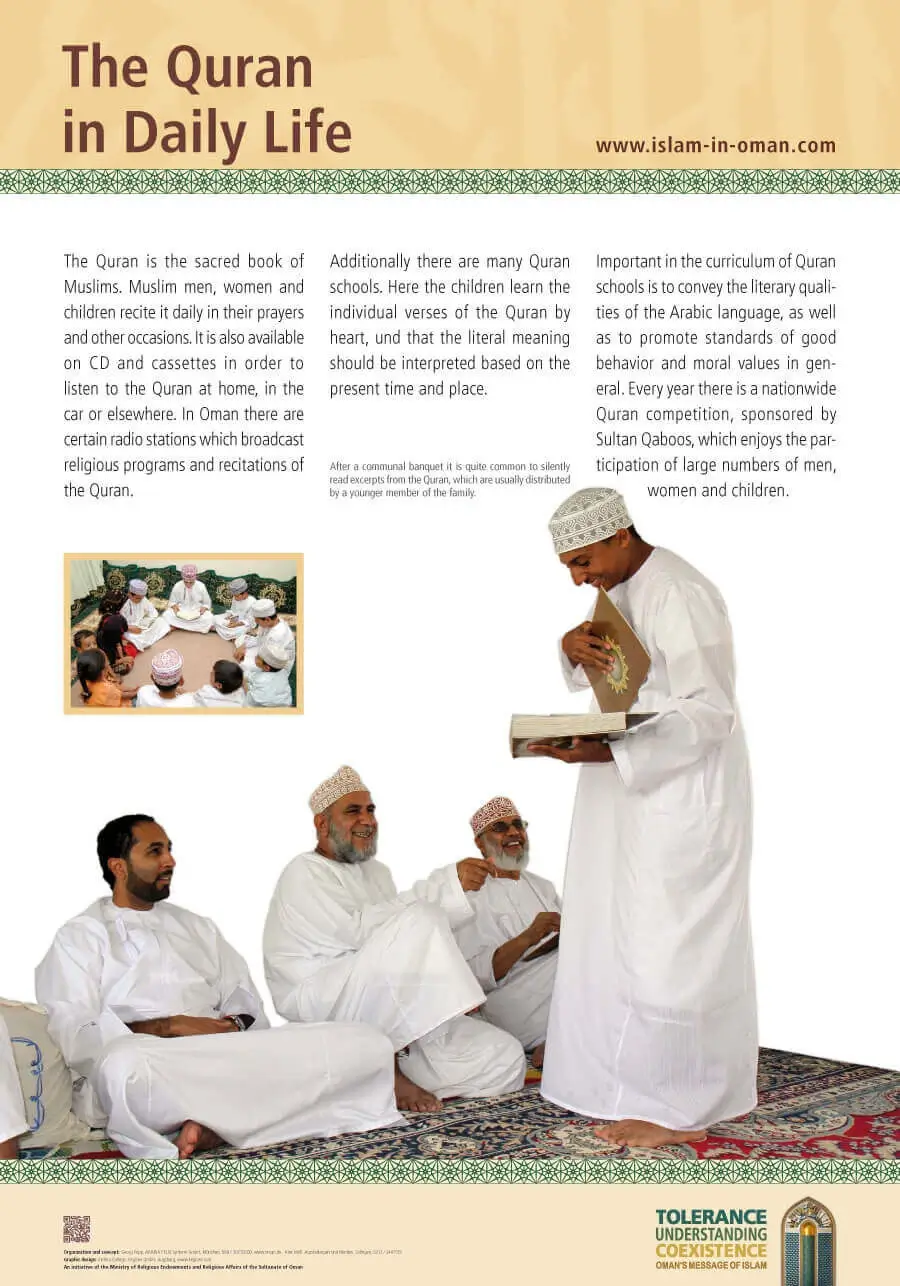 The Quran
in Daily Life
www.islam-in-oman.com
The Quran is the sacred book of
Muslims. Muslim men, women and
children recite it daily in their prayers
and other occasions. It is also available
on CD and cassettes in order to
listen to the Quran at home, in the
car or elsewhere. In Oman there are
certain radio stations which broadcast
religious programs and recitations of
the Quran.
Additionally there are many Quran
schools. Here the children learn the
individual verses of the Quran by
heart, und that the literal meaning
should be interpreted based on the
present time and place.
After a communal banquet it is quite common to silently
read excerpts from the Quran, which are usually distributed
by a younger member of the family.
Important in the curriculum of Quran
schools is to convey the literary quali-
ties of the Arabic language, as well
as to promote standards of good
behavior and moral values in gen-
eral. Every year there is a nationwide
Quran competition, sponsored by
Sultan Qaboos, which enjoys the par-
ticipation of large numbers of men,
women and children.
Organization and concept:
Graphic design:
An initiative of the Ministry of Religious Endowments and Religious Affairs of the Sultanate of Oman
TOLERANCE
UNDERSTANDING
COEXISTENCE
OMAN'S MESSAGE OF ISLAM